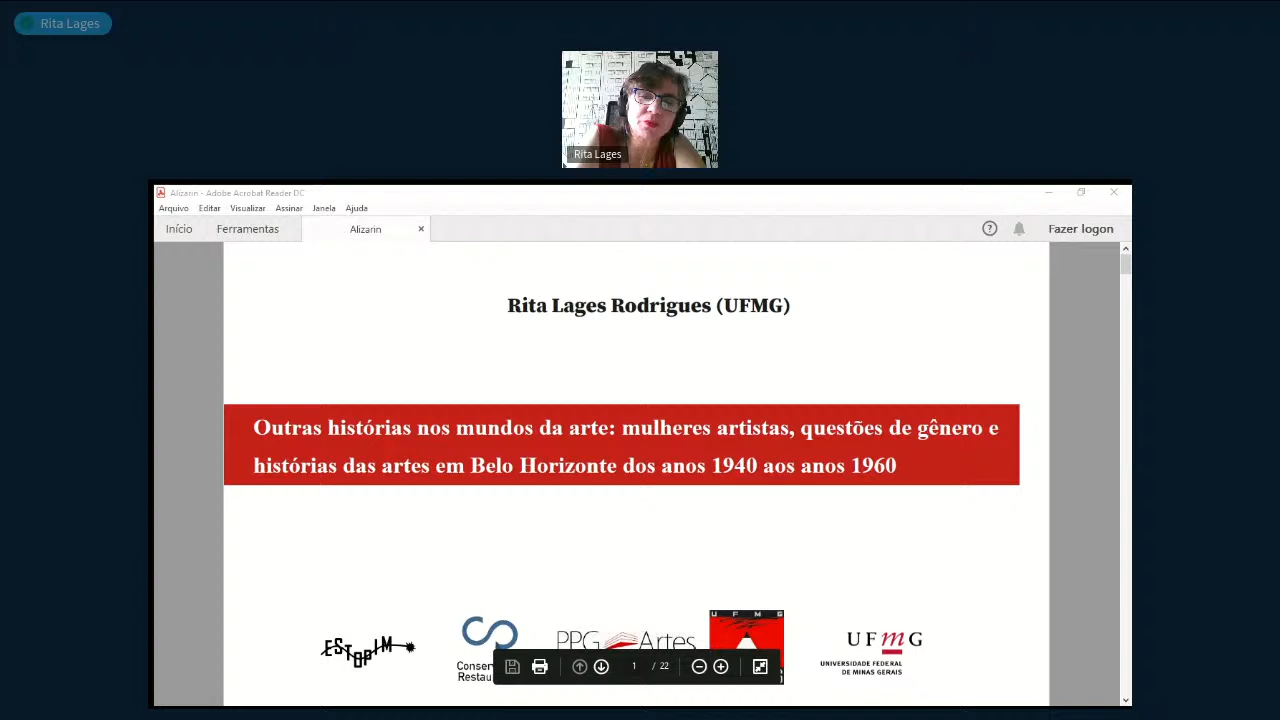 Rita Lages
Rita Lages
Alizarin - Adobe Acrobat Reader DC
Arquivo Editar Visualizar Assinar Janela Ajuda
Início Ferramentas Alizarin Fazer logon
Rita Lages Rodrigues (UFMG)
Outras histórias nos mundos da arte: mulheres artistas, questões de gênero e
histórias das artes em Belo Horizonte dos anos 1940 aos anos 1960
ESTOPIM
Conser
Restau
PPG Artes
UFMG
UFMG
UNIVERSIDADE FEDERAL
DE MINAS GERAIS
1 / 22